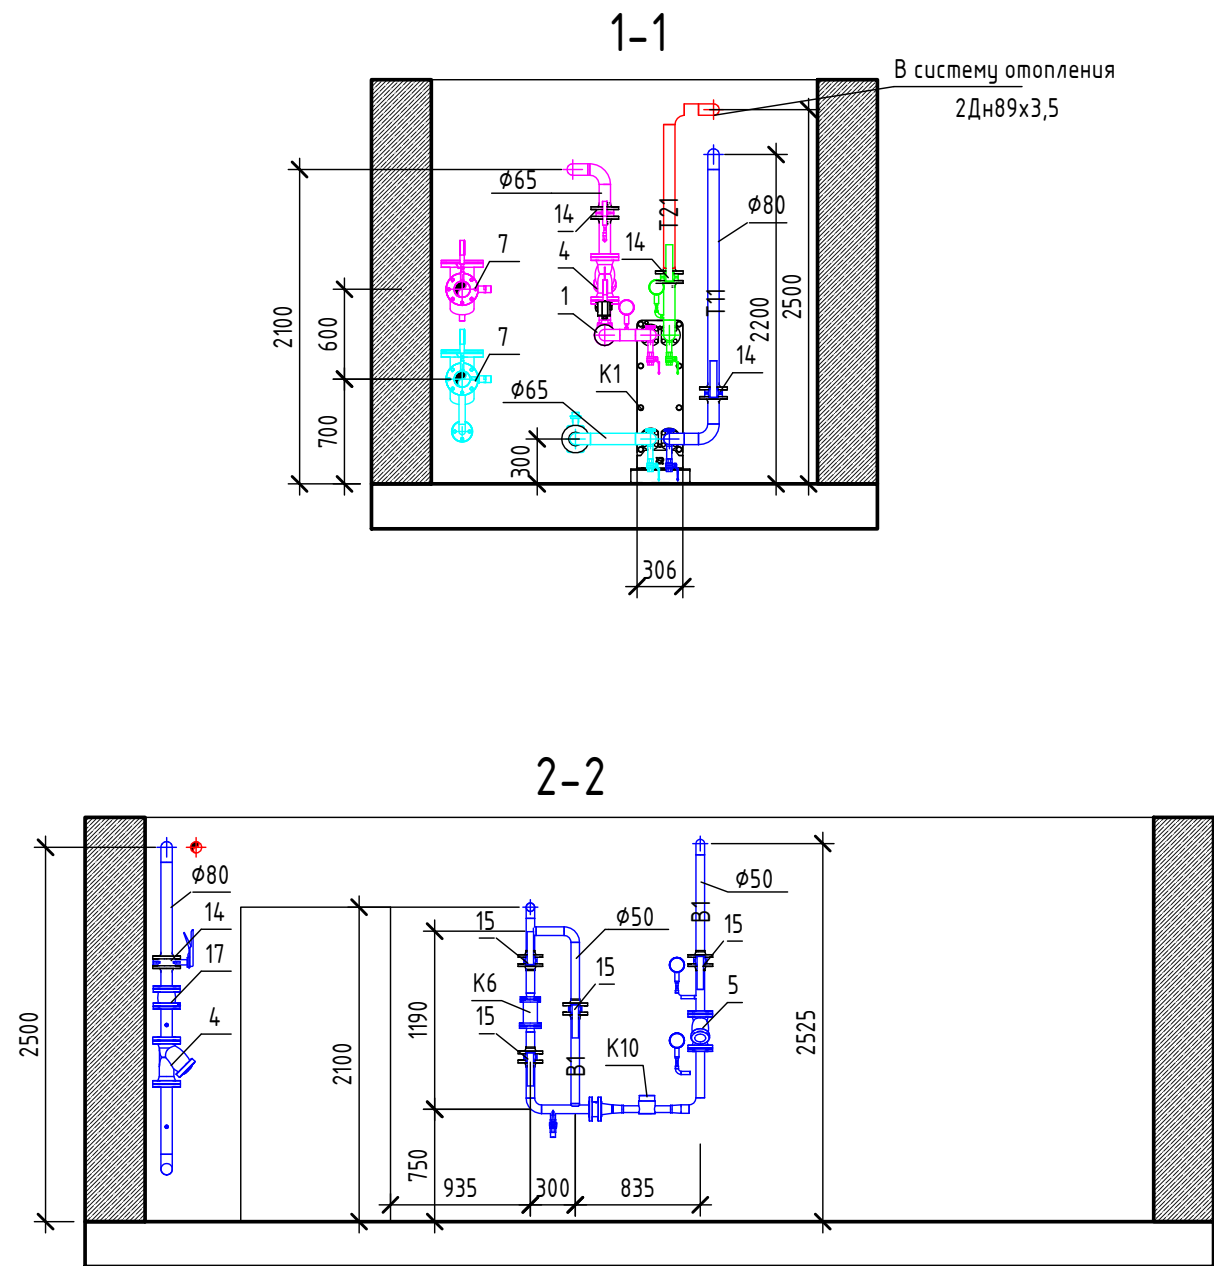 1-1
В систему отопления
2Дн89х3,5
Ф65
14
4
1
7
7
Т21
14
Ф80
Т11
14
К1
Ф65
2100
600
700
300
2200
2500
306
2-2
Ф80
14
17
4
2500
2100
15
К6
15
1190
750
Ф50
15
В1
К10
Ф50
В1
15
5
2525
935
300
835